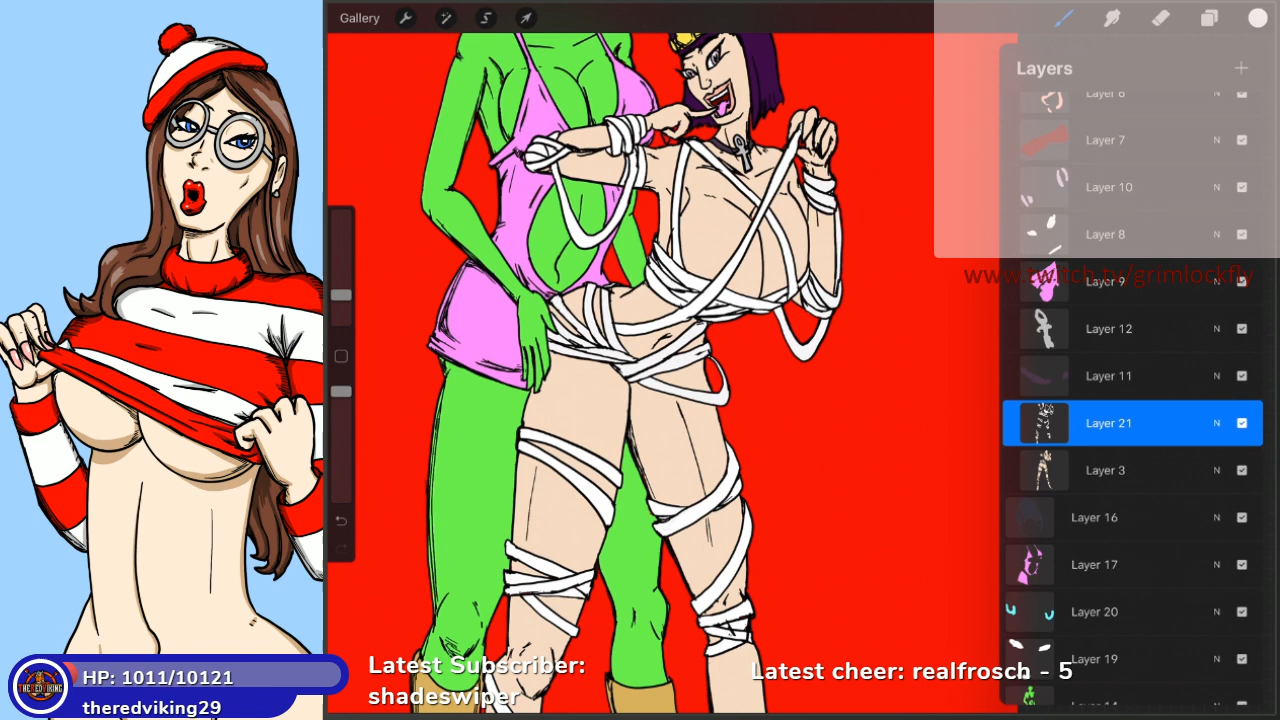 Gallery
Layers
Layer 6 N
Layer 7 N
Layer 10 N
Layer 8 N
www.twitch.tv/grimlockfly
Layer 9 N
Layer 12 N
Layer 11 N
Layer 21 N
Layer 3 N
Layer 16 N
Layer 17 N
Layer 20 N
Layer 19 N
HP: 1011/10121
theredviking29
Latest Subscriber:
shadeswiper
Latest cheer: realfrosch - 5